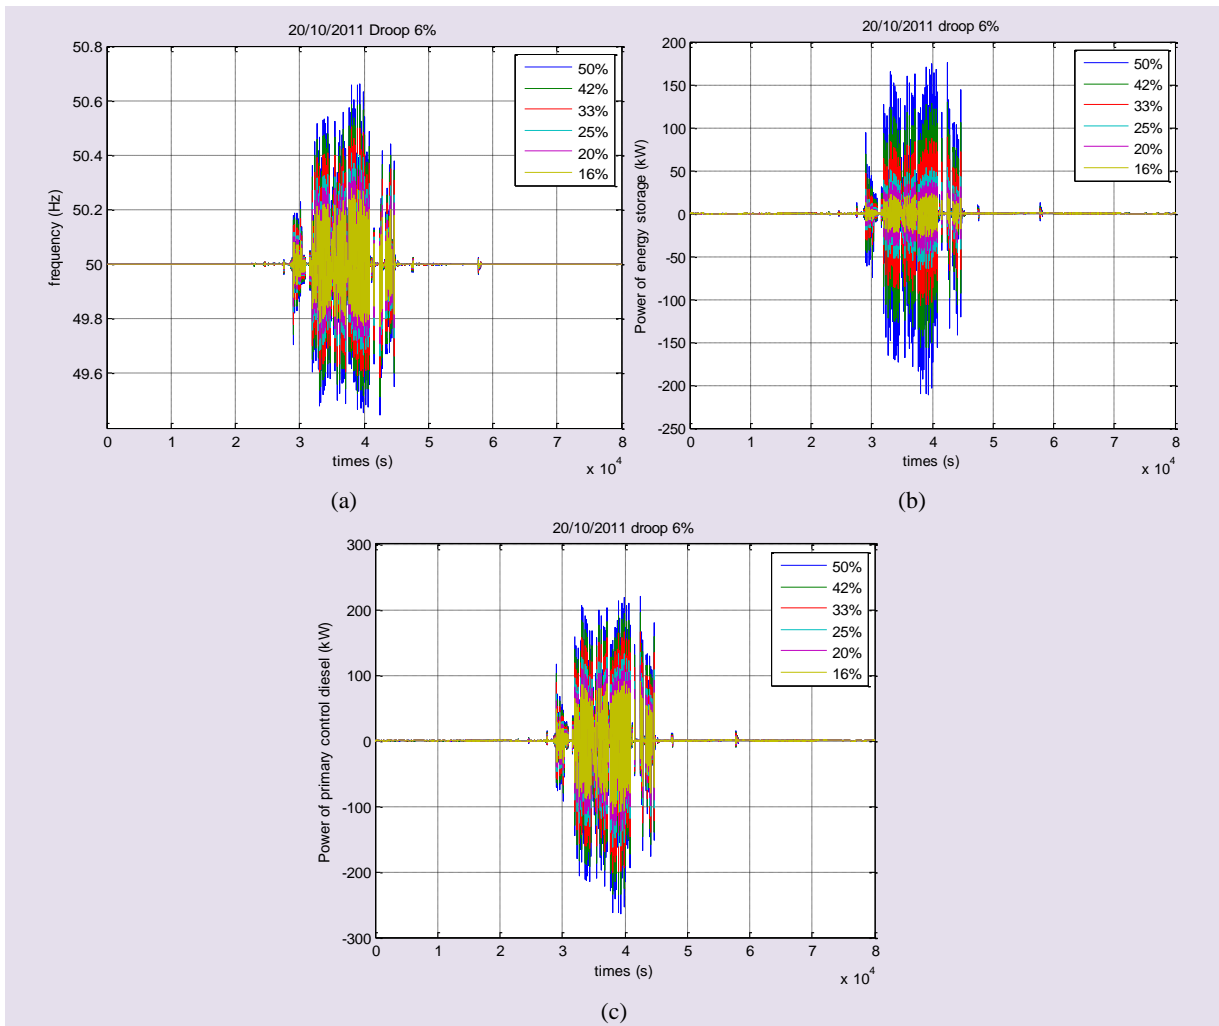 20/10/2011 Droop 6%
frequency (Hz)
50.8
50.6
50.4
50.2
50
49.8
49.6
0 1 2 3 4 5 6 7 8
times (s)
x 10^4
50%
42%
33%
25%
20%
16%
(a)
20/10/2011 droop 6%
Power of energy storage (kW)
200
150
100
50
0
-50
-100
-150
-200
-250
0 1 2 3 4 5 6 7 8
times (s)
x 10^4
50%
42%
33%
25%
20%
16%
(b)
20/10/2011 droop 6%
Power of primary control diesel (kW)
300
200
100
0
-100
-200
-300
0 1 2 3 4 5 6 7 8
times (s)
x 10^4
50%
42%
33%
25%
20%
16%
(c)